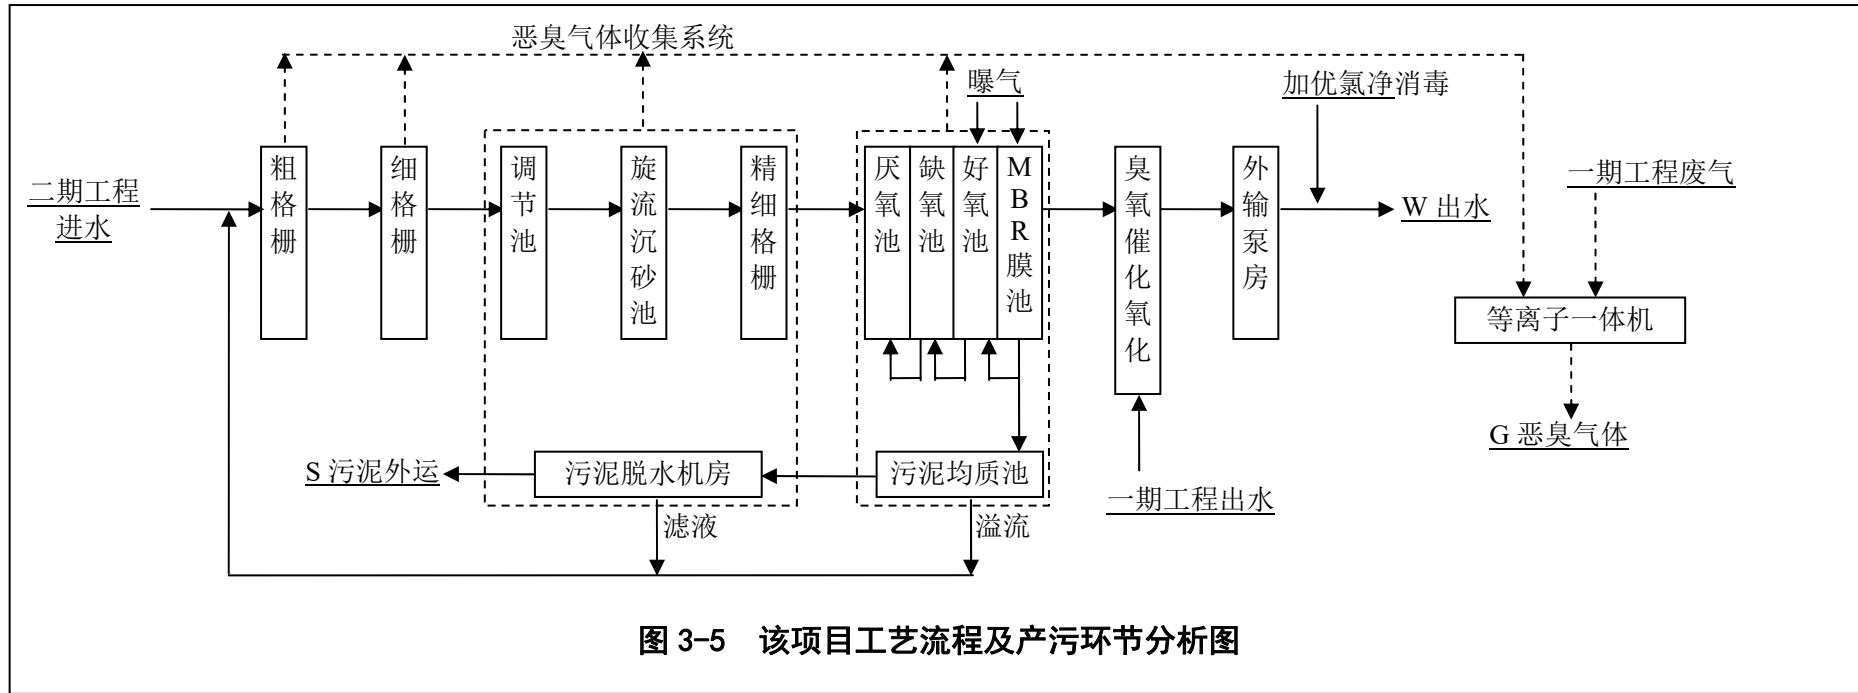 恶臭气体收集系统
曝气
加优氯净消毒
二期工程
进水
粗格栅
细格栅
调节池
旋流沉砂池
精细格栅
厌氧池
缺氧池
好氧池
MBR膜池
臭氧催化氧化
外输泵房
W 出水
一期工程废气
等离子一体机
G 恶臭气体
S 污泥外运
污泥脱水机房
污泥均质池
一期工程出水
滤液
溢流
图 3-5 该项目工艺流程及产污环节分析图